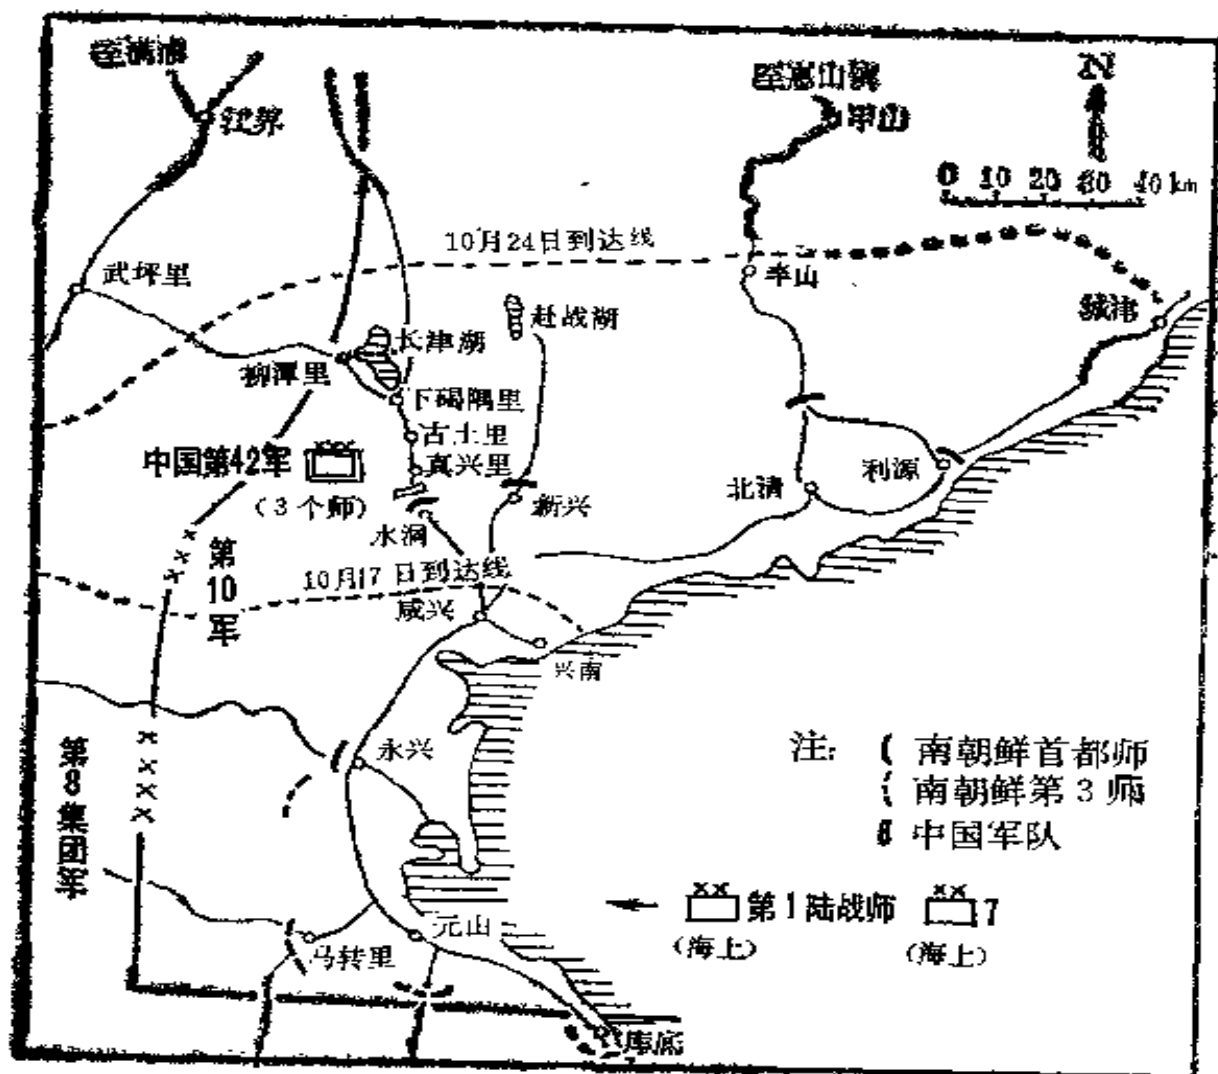 至满浦
江界
至惠山镇
甲山
N
0 10 20 30 40km
10月24日到达线
武坪里
丰山
城津
赴战湖
长津湖
柳潭里
下碣隅里
古土里
中国第42军
真兴里
(3个师)
新兴
水洞
北清
利源
第10军
10月17日到达线
咸兴
兴南
永兴
第8集团
注:
南朝鲜首都师
南朝鲜第3师
中国军队
××
第1陆战师
(海上)
××
7
(海上)
元山
马转里
库底